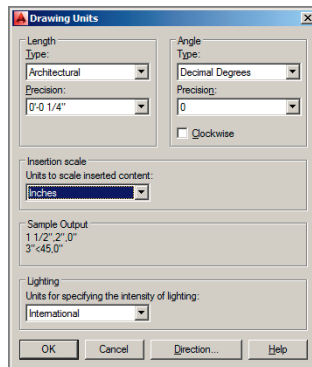 Drawing Units
Length
Type:
Architectural
Precision:
0'-0 1/4"
Angle
Type:
Decimal Degrees
Precision:
0
Clockwise
Insertion scale
Units to scale inserted content:
Inches
Sample Output
1 1/2",2",0"
3"<45,0"
Lighting
Units for specifying the intensity of lighting:
International
OK Cancel Direction... Help